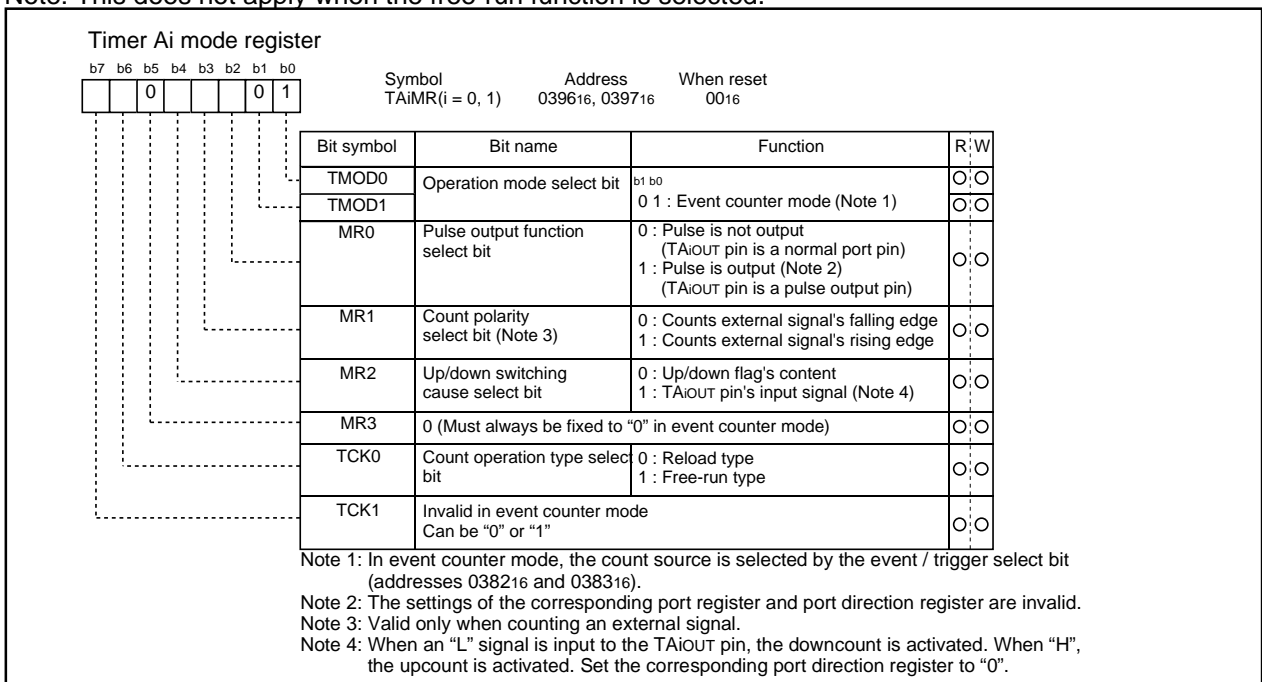 Note: This does not apply when the free-run function is selected.
Timer Ai mode register
b7 b6 b5 b4 b3 b2 b1 b0
0 0 1
Symbol Address When reset
TAiMR(i = 0, 1) 039616, 039716 0016
Bit symbol Bit name Function R W
TMOD0 Operation mode select bit b1 b0
TMOD1 0 1 : Event counter mode (Note 1)
MR0 Pulse output function 0 : Pulse is not output
select bit (TAiOUT pin is a normal port pin)
1 : Pulse is output (Note 2)
(TAiOUT pin is a pulse output pin)
MR1 Count polarity 0 : Counts external signal's falling edge
select bit (Note 3) 1 : Counts external signal's rising edge
MR2 Up/down switching 0 : Up/down flag's content
cause select bit 1 : TAiOUT pin's input signal (Note 4)
MR3 0 (Must always be fixed to “0” in event counter mode)
TCK0 Count operation type select 0 : Reload type
bit 1 : Free-run type
TCK1 Invalid in event counter mode
Can be “0” or “1”
Note 1: In event counter mode, the count source is selected by the event / trigger select bit
(addresses 038216 and 038316).
Note 2: The settings of the corresponding port register and port direction register are invalid.
Note 3: Valid only when counting an external signal.
Note 4: When an “L” signal is input to the TAiOUT pin, the downcount is activated. When “H”,
the upcount is activated. Set the corresponding port direction register to “0”.